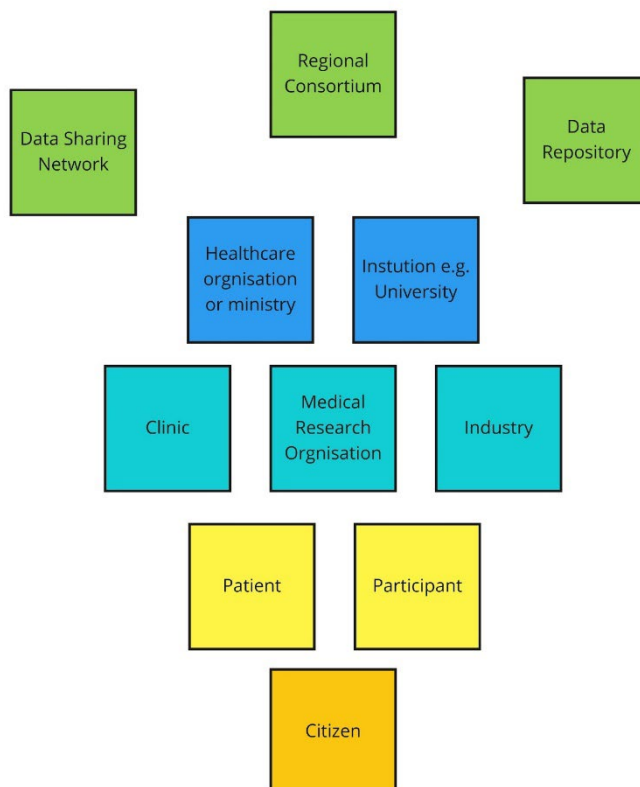 Regional
Consortium
Data Sharing
Network
Data
Repository
Healthcare
orgnisation
or ministry
Instution e.g.
University
Clinic
Medical
Research
Orgnisation
Industry
Patient
Participant
Citizen